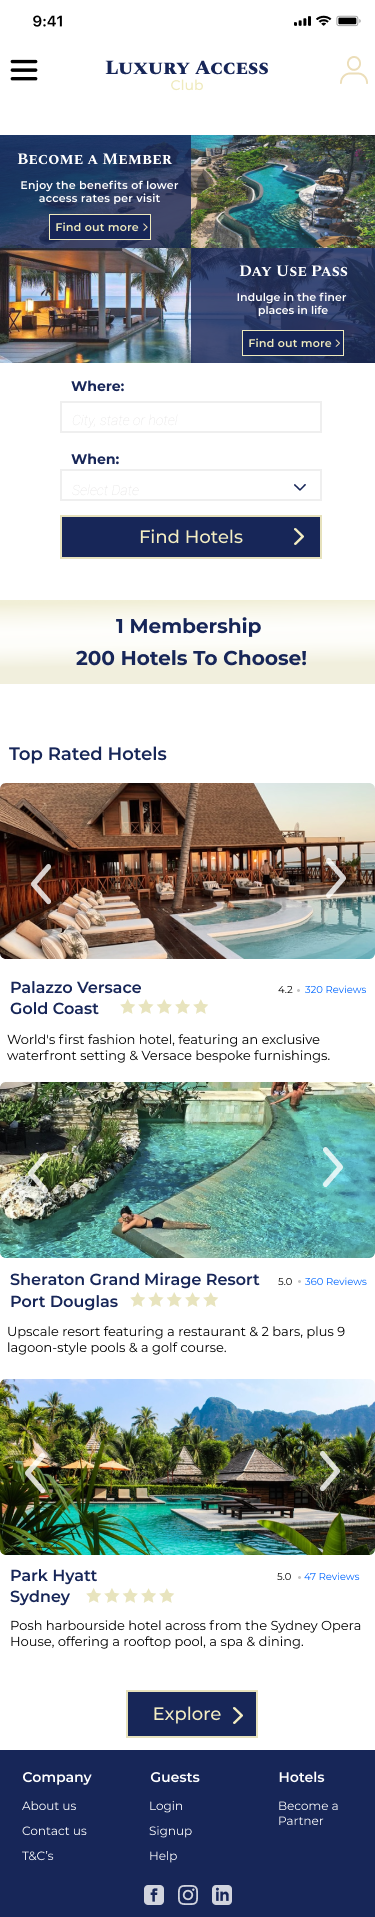 9:41
Luxury Access
Club
Become a Member
Enjoy the benefits of lower
access rates per visit
Find out more
Day Use Pass
Indulge in the finer
places in life
Find out more
Where:
City, state or hotel
When:
Select Date
Find Hotels
1 Membership
200 Hotels To Choose!
Top Rated Hotels
Palazzo Versace
Gold Coast
4.2 • 320 Reviews
World's first fashion hotel, featuring an exclusive
waterfront setting & Versace bespoke furnishings.
Sheraton Grand Mirage Resort
Port Douglas
5.0 • 360 Reviews
Upscale resort featuring a restaurant & 2 bars, plus 9
lagoon-style pools & a golf course.
Park Hyatt
Sydney
5.0 • 47 Reviews
Posh harbourside hotel across from the Sydney Opera
House, offering a rooftop pool, a spa & dining.
Explore
Company
About us
Contact us
T&C's
Guests
Login
Signup
Help
Hotels
Become a
Partner